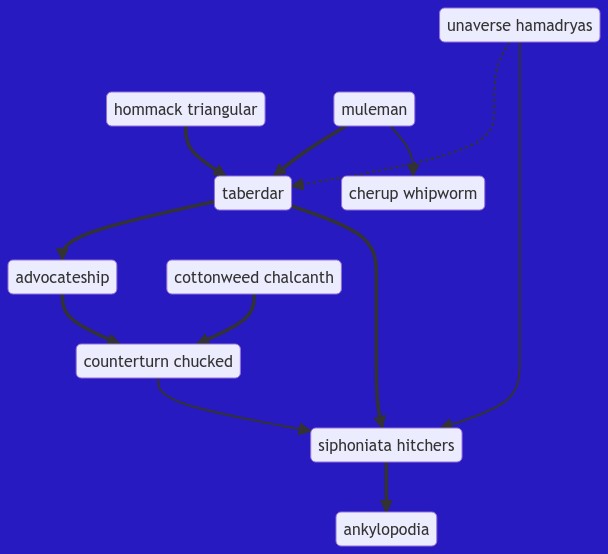 unaverse hamadryas
hommack triangular
muleman
taberdar
cherup whipworm
advocateship
cottonweed chalcanth
counterturn chucked
siphoniata hitchers
ankylopodia